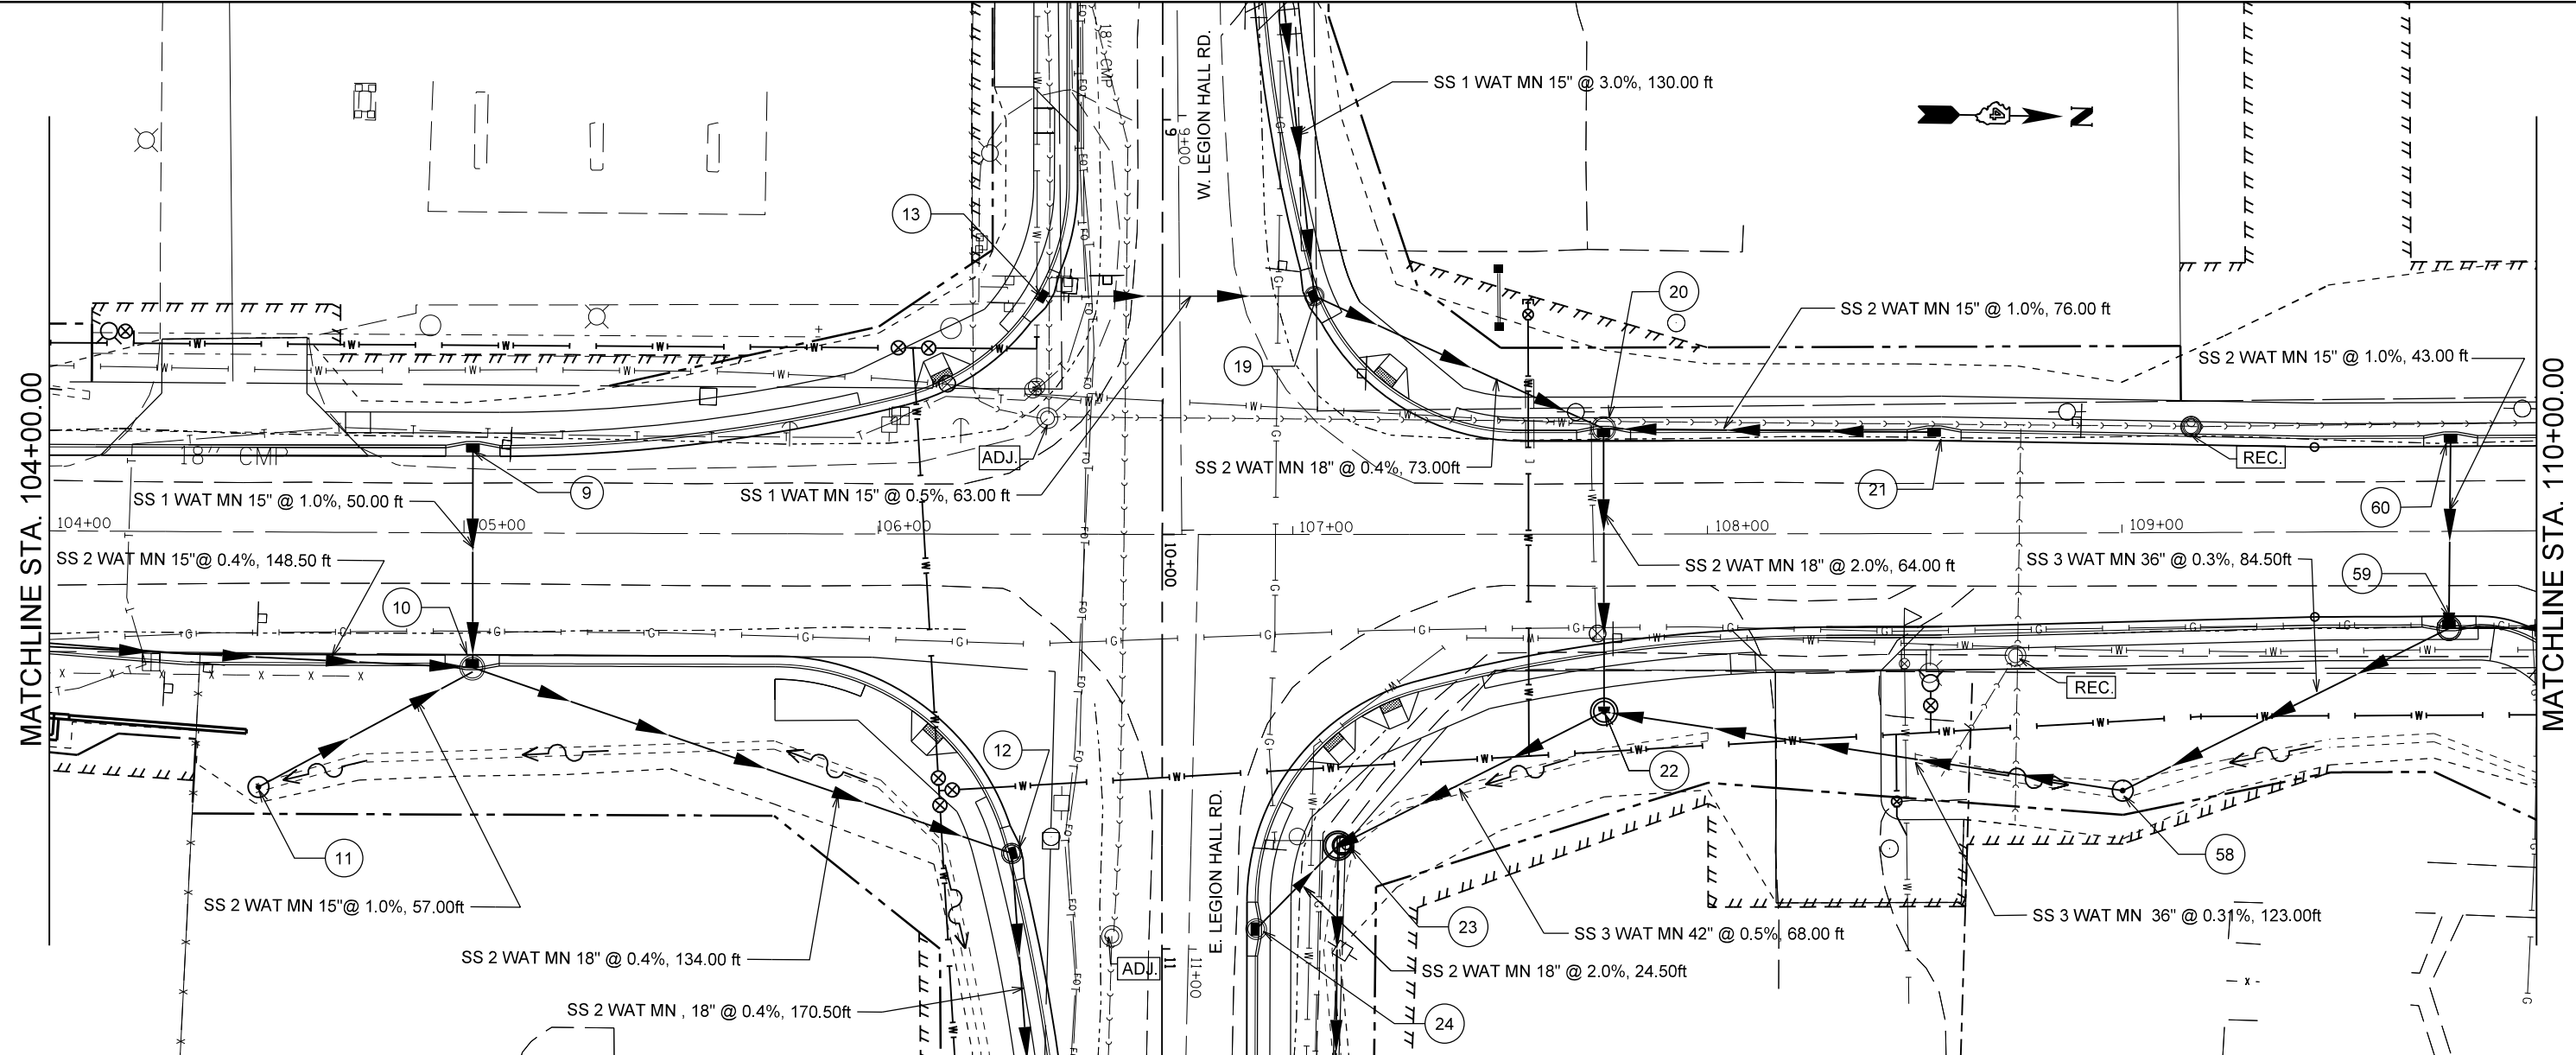 SS 1 WAT MN 15" @ 3.0%, 130.00 ft
18" CMP
W. LEGION HALL RD.
9
9+00
N
13
20
SS 2 WAT MN 15" @ 1.0%, 76.00 ft
SS 2 WAT MN 15" @ 1.0%, 43.00 ft
19
ADJ.
REC.
18" CMP
SS 2 WAT MN 18" @ 0.4%, 73.00ft
9
21
SS 1 WAT MN 15" @ 1.0%, 50.00 ft
SS 1 WAT MN 15" @ 0.5%, 63.00 ft
60
MATCHLINE STA. 104+00.00
MATCHLINE STA. 110+00.00
104+00
05+00
106+00
107+00
108+00
109+00
10+00
SS 2 WAT MN 15"@ 0.4%, 148.50 ft
SS 2 WAT MN 18" @ 2.0%, 64.00 ft
SS 3 WAT MN 36" @ 0.3%, 84.50ft
59
10
REC.
12
22
11
58
E. LEGION HALL RD.
SS 2 WAT MN 15"@ 1.0%, 57.00ft
23
SS 3 WAT MN 36" @ 0.31%, 123.00ft
SS 3 WAT MN 42" @ 0.5%, 68.00 ft
SS 2 WAT MN 18" @ 0.4%, 134.00 ft
ADJ.
11
11+00
SS 2 WAT MN 18" @ 2.0%, 24.50ft
SS 2 WAT MN , 18" @ 0.4%, 170.50ft
24